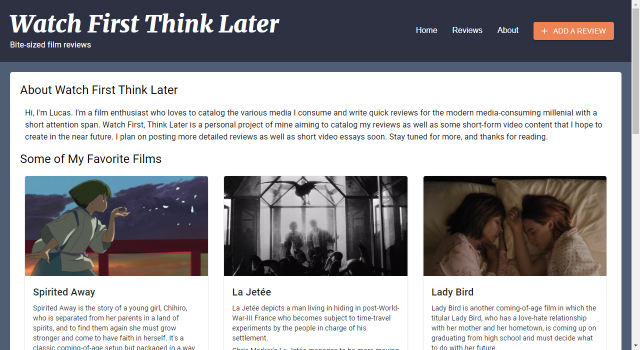 Watch First Think Later
Bite-sized film reviews
Home Reviews About + ADD A REVIEW
About Watch First Think Later
Hi, I'm Lucas. I'm a film enthusiast who loves to catalog the various media I consume and write quick reviews for the modern media-consuming millenial with a
short attention span. Watch First, Think Later is a personal project of mine aiming to catalog my reviews as well as some short-form video content that I hope to
create in the near future. I plan on posting more detailed reviews as well as short video essays soon. Stay tuned for more, and thanks for reading.
Some of My Favorite Films
Spirited Away
Spirited Away is the story of a young girl, Chihiro,
who is separated from her parents in a land of
spirits, and to find them again she must grow
stronger and come to have faith in herself. It's a
classic coming-of-age setup but packaged in a way
La Jetée
La Jetée depicts a man living in hiding in post-World-
War-III France who becomes subject to time-travel
experiments by the people in charge of his
settlement.
Chris Marker's La Jetée manages to be more moving
Lady Bird
Lady Bird is another coming-of-age film in which the
titular Lady Bird, who has a love-hate relationship
with her mother and her hometown, is coming up on
graduating from high school and must decide what
to do with her future